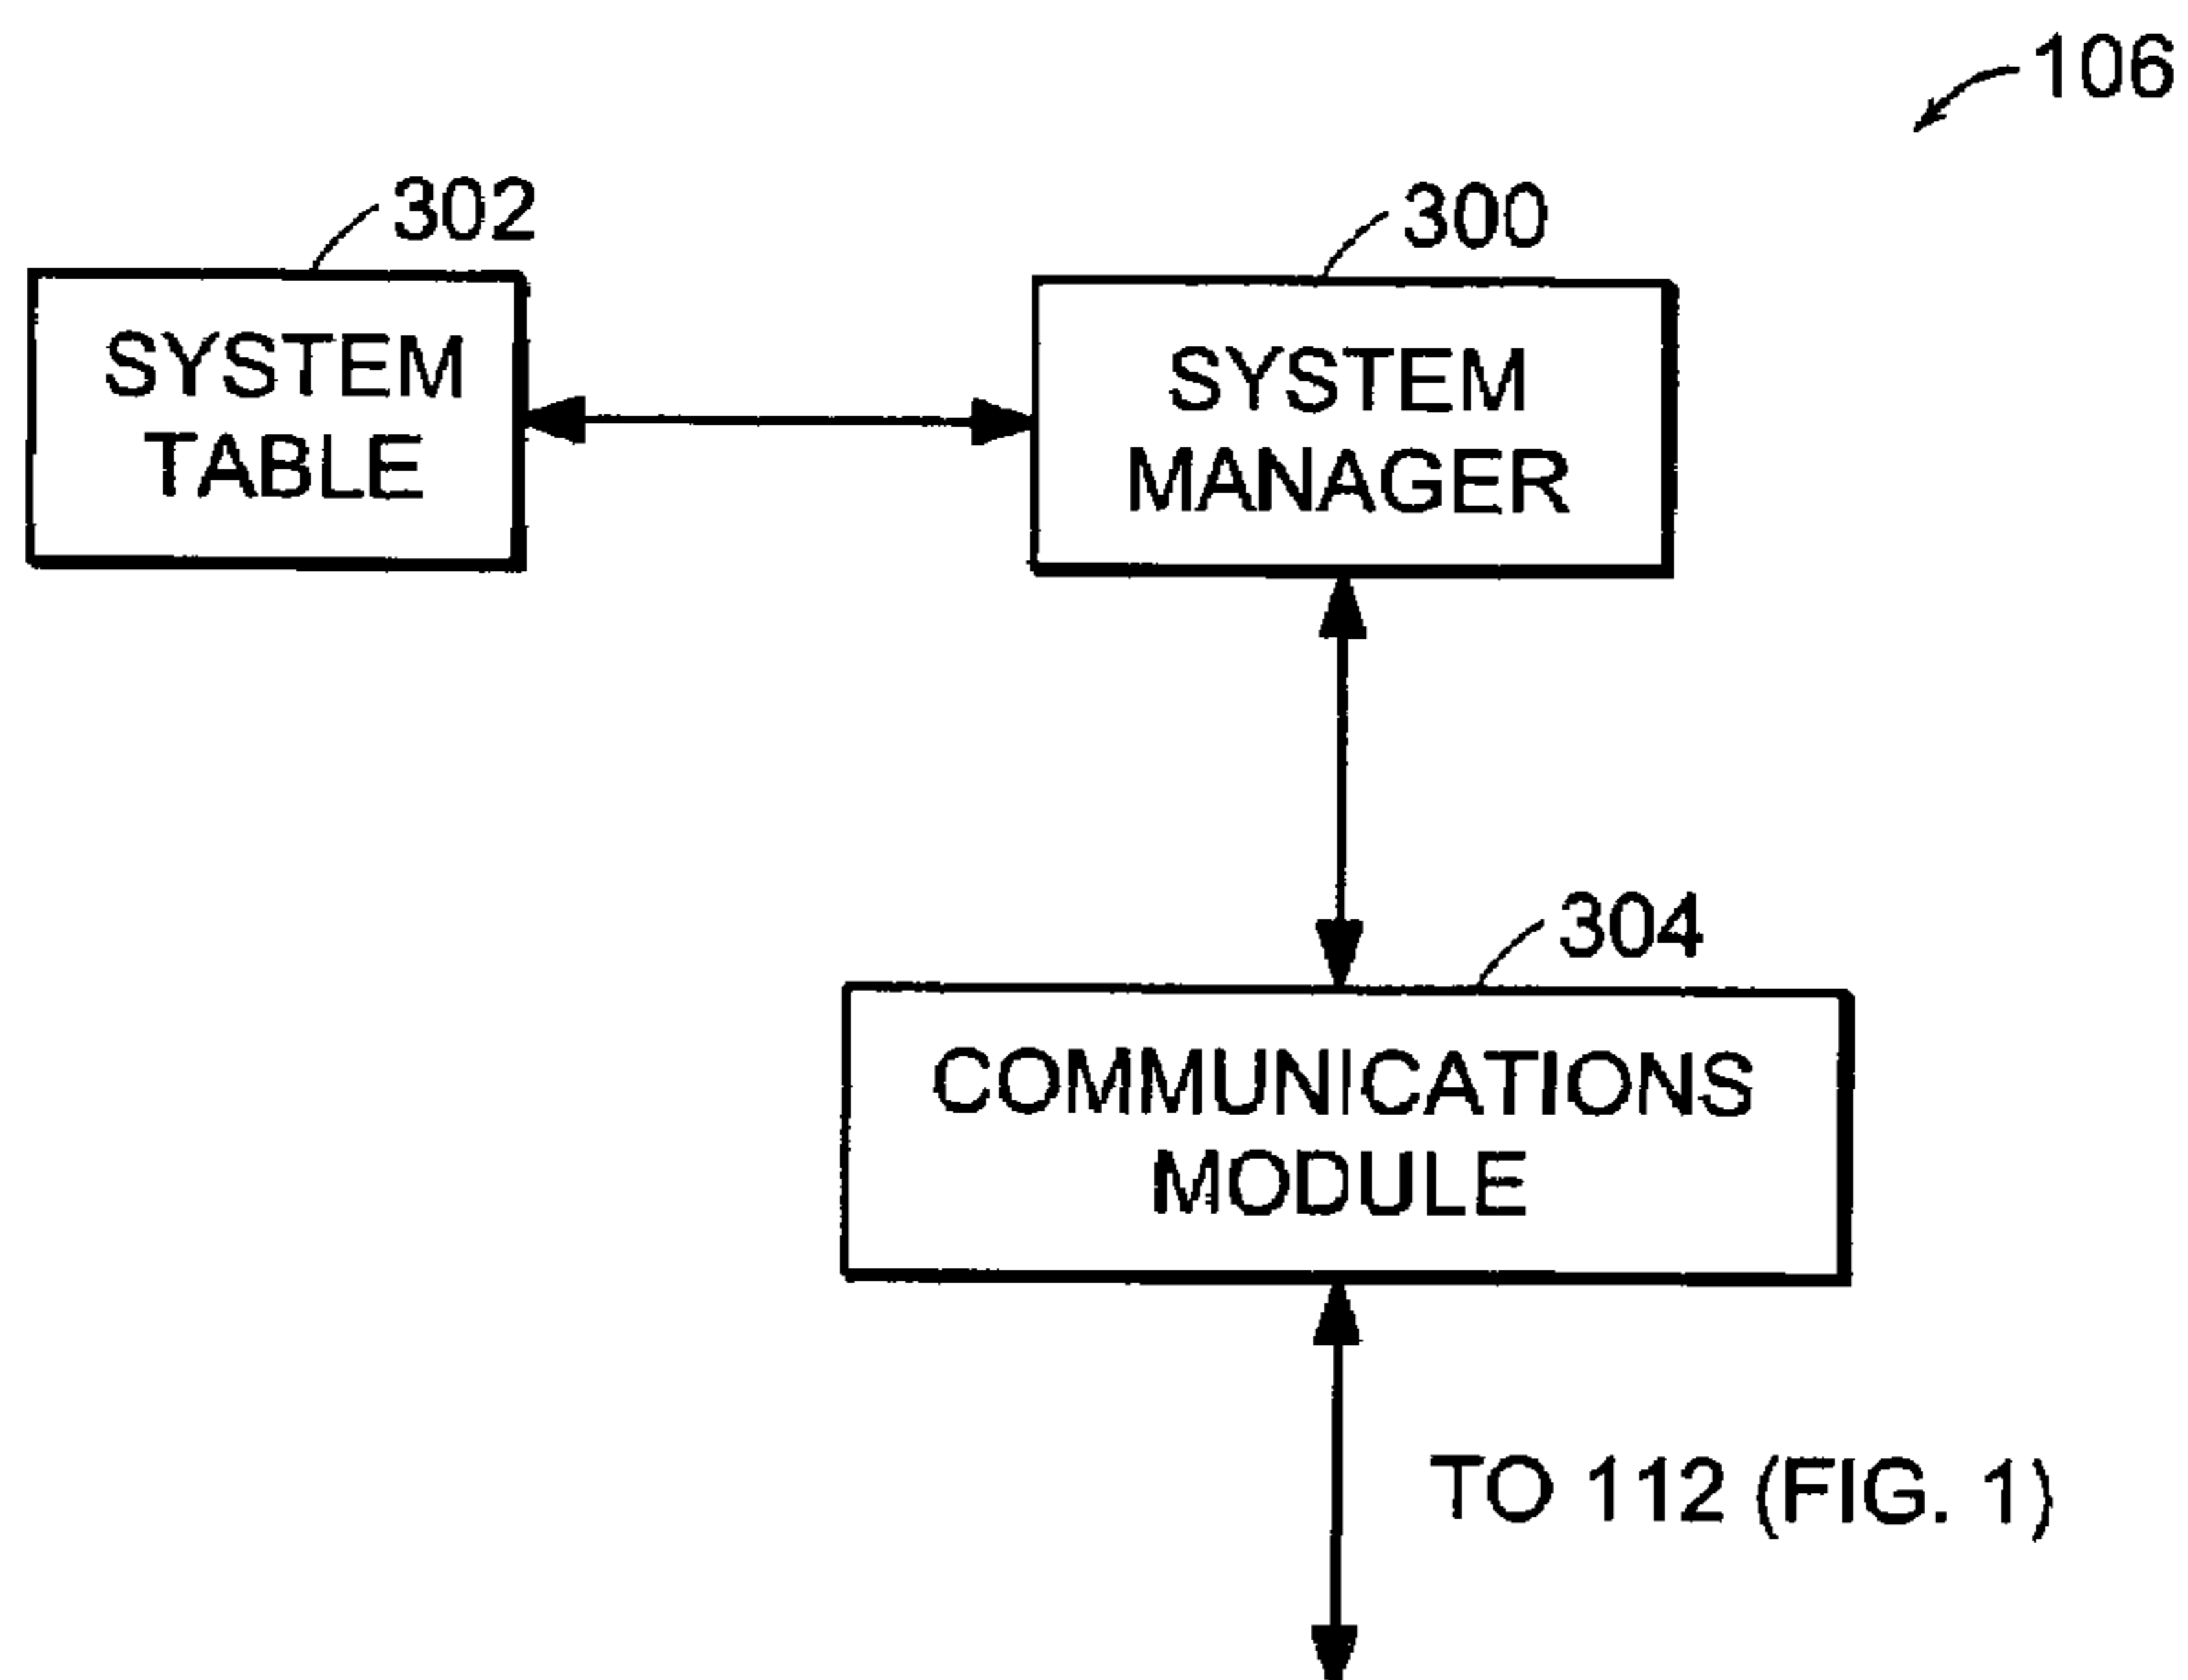 106
302
300
SYSTEM
TABLE
SYSTEM
MANAGER
304
COMMUNICATIONS
MODULE
TO 112 (FIG. 1)